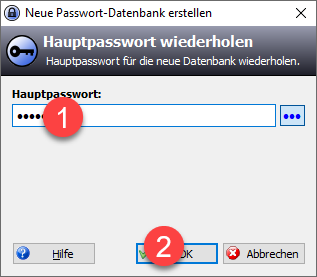 Neue Passwort-Datenbank erstellen
Hauptpasswort wiederholen
Hauptpasswort für die neue Datenbank wiederholen.
Hauptpasswort:
1
2
Hilfe
OK
Abbrechen